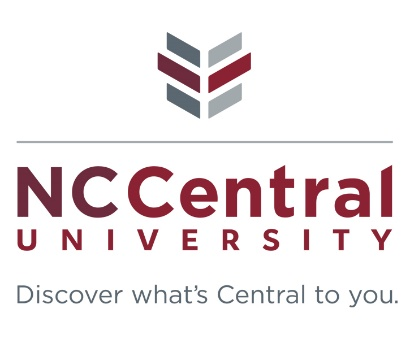 NCCentral
UNIVERSITY
Discover what's Central to you.